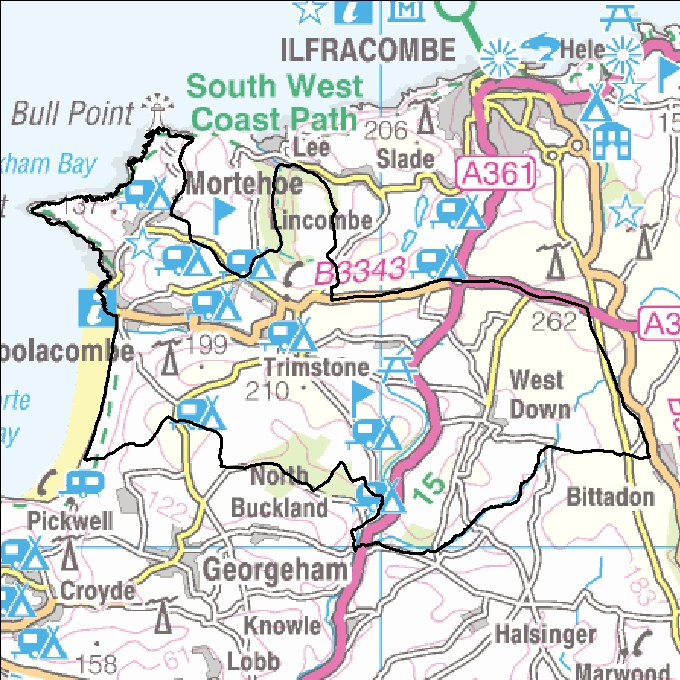 ILFRACOMBE
Hele
South West
Coast Path
Bull Point
206
Lee
Slade
A361
kham Bay
Mortehoe
137
Lincombe
B3343
262
A3
oolacombe
199
Trimstone
210
West
Down
rte
ay
15
North
Buckland
122
Bittadon
Pickwell
Georgeham
Croyde
183
Knowle
Halsinger
158
61
Lobb
Marwood